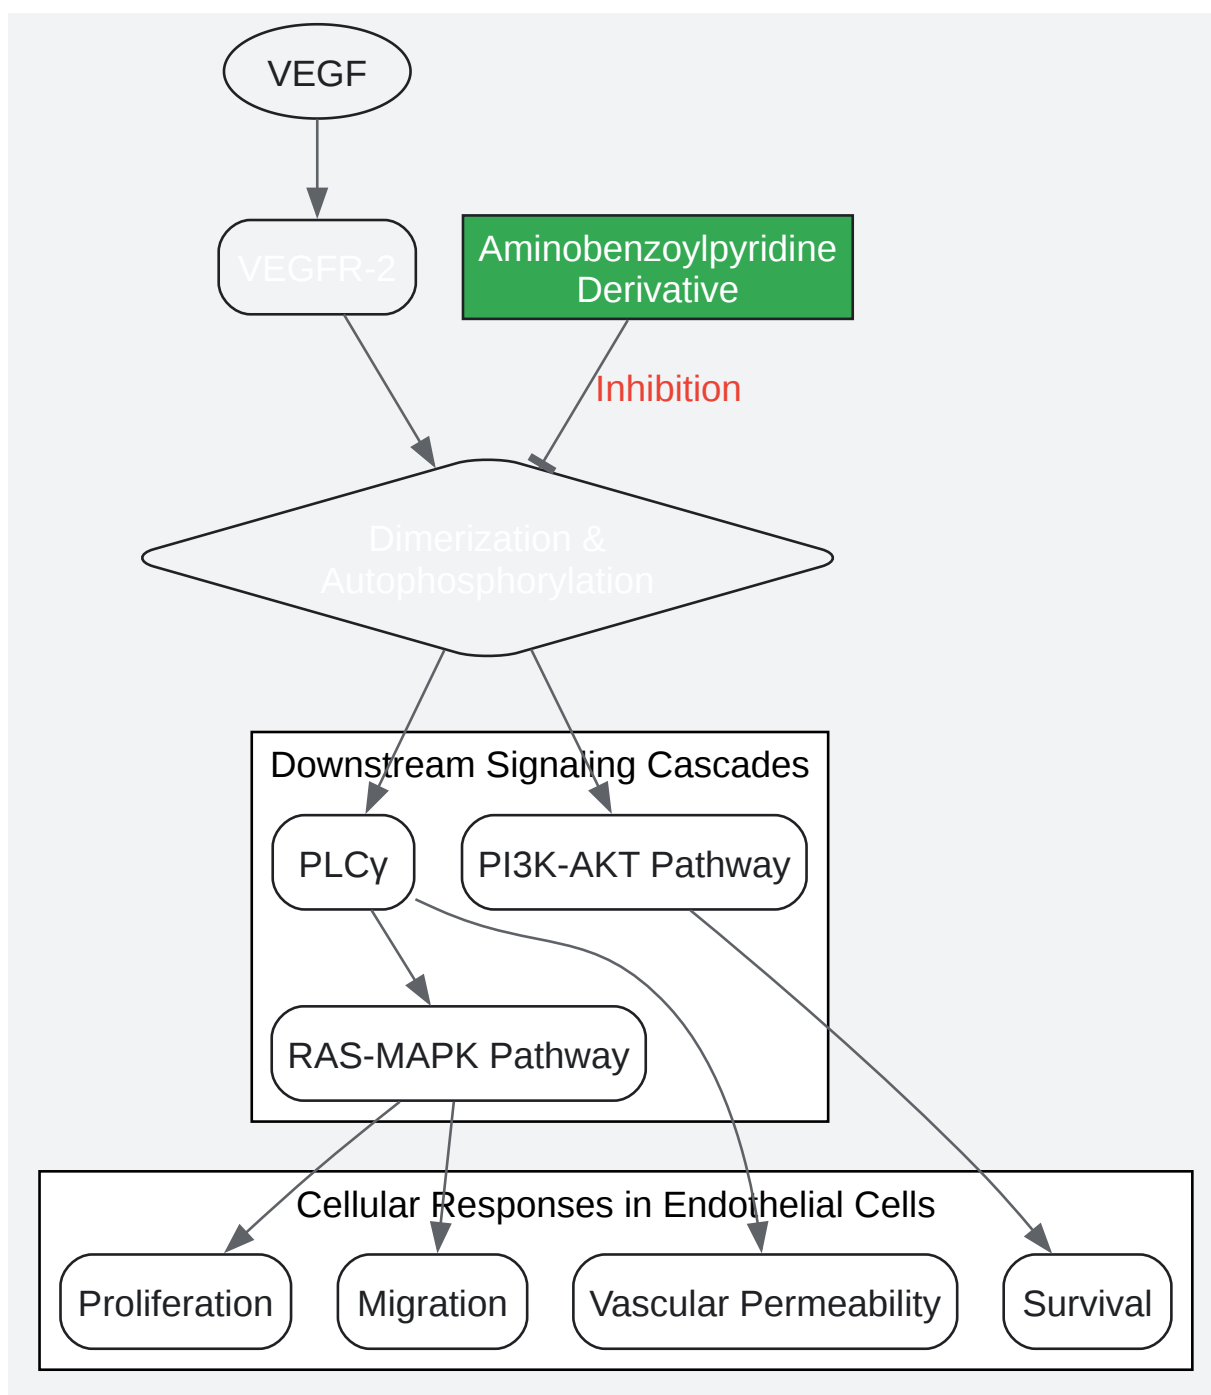 VEGF
VEGFR-2
Aminobenzoylpyridine
Derivative
Inhibition
Dimerization &
Autophosphorylation
Downstream Signaling Cascades
PLCγ
PI3K-AKT Pathway
RAS-MAPK Pathway
Cellular Responses in Endothelial Cells
Proliferation
Migration
Vascular Permeability
Survival